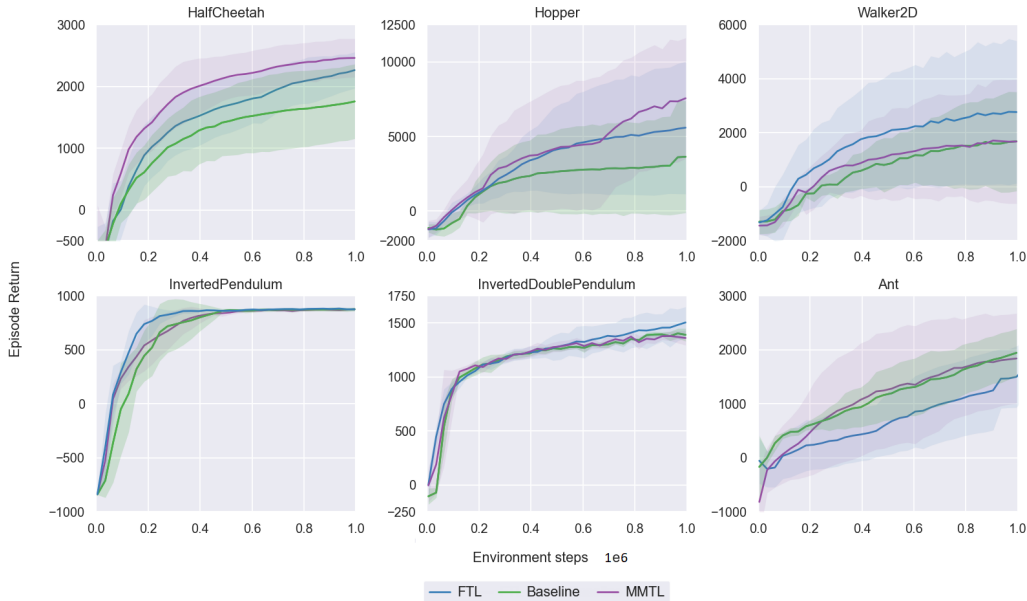 HalfCheetah
3000
2000
1000
0
−500
0.0 0.2 0.4 0.6 0.8 1.0
Hopper
12500
10000
7500
5000
2500
0
−2000
0.0 0.2 0.4 0.6 0.8 1.0
Walker2D
6000
4000
2000
0
−2000
0.0 0.2 0.4 0.6 0.8 1.0
Episode Return
InvertedPendulum
1000
500
0
−500
−1000
0.0 0.2 0.4 0.6 0.8 1.0
InvertedDoublePendulum
1750
1500
1000
500
0
−250
0.0 0.2 0.4 0.6 0.8 1.0
Ant
3000
2000
1000
0
−1000
0.0 0.2 0.4 0.6 0.8 1.0
Environment steps 1e6
FTL Baseline MMTL